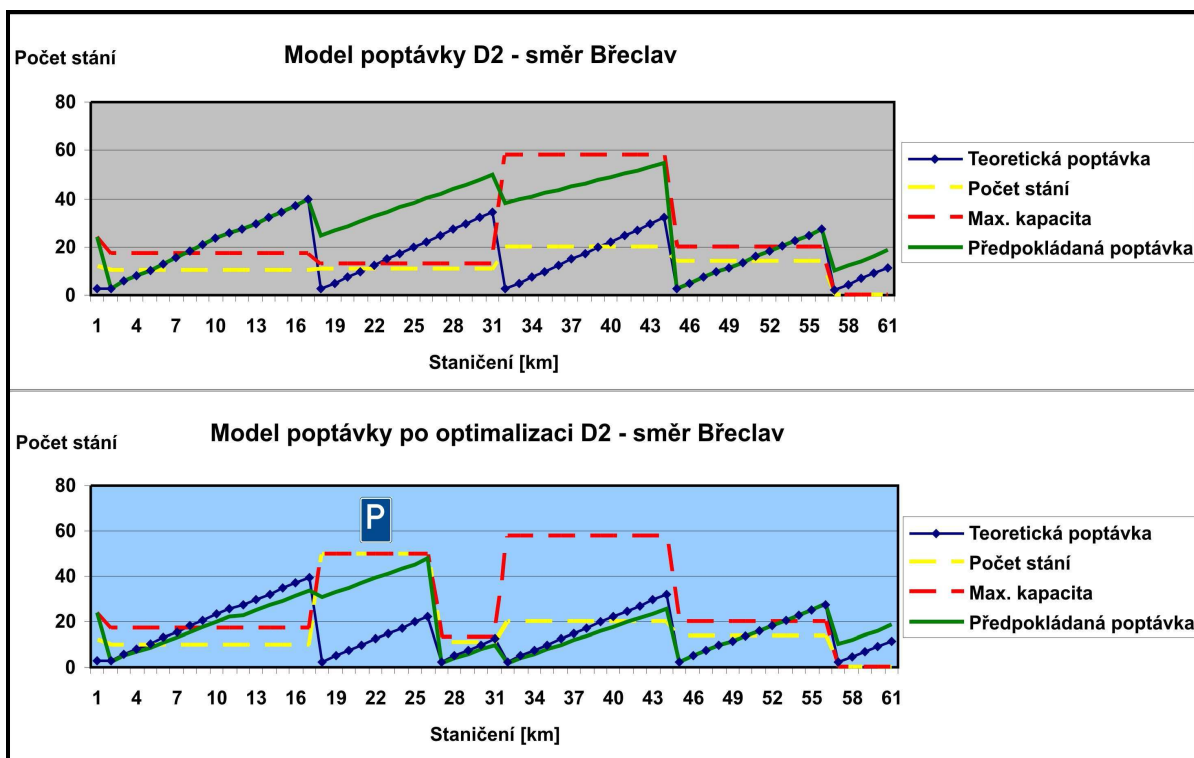 Model poptávky D2 - směr Břeclav
Počet stání
80
60
40
20
0
1 4 7 10 13 16 19 22 25 28 31 34 37 40 43 46 49 52 55 58 61
Staničení [km]
Teoretická poptávka
Počet stání
Max. kapacita
Předpokládaná poptávka
Model poptávky po optimalizaci D2 - směr Břeclav
Počet stání
80
60
40
20
0
P
1 4 7 10 13 16 19 22 25 28 31 34 37 40 43 46 49 52 55 58 61
Staničení [km]
Teoretická poptávka
Počet stání
Max. kapacita
Předpokládaná poptávka